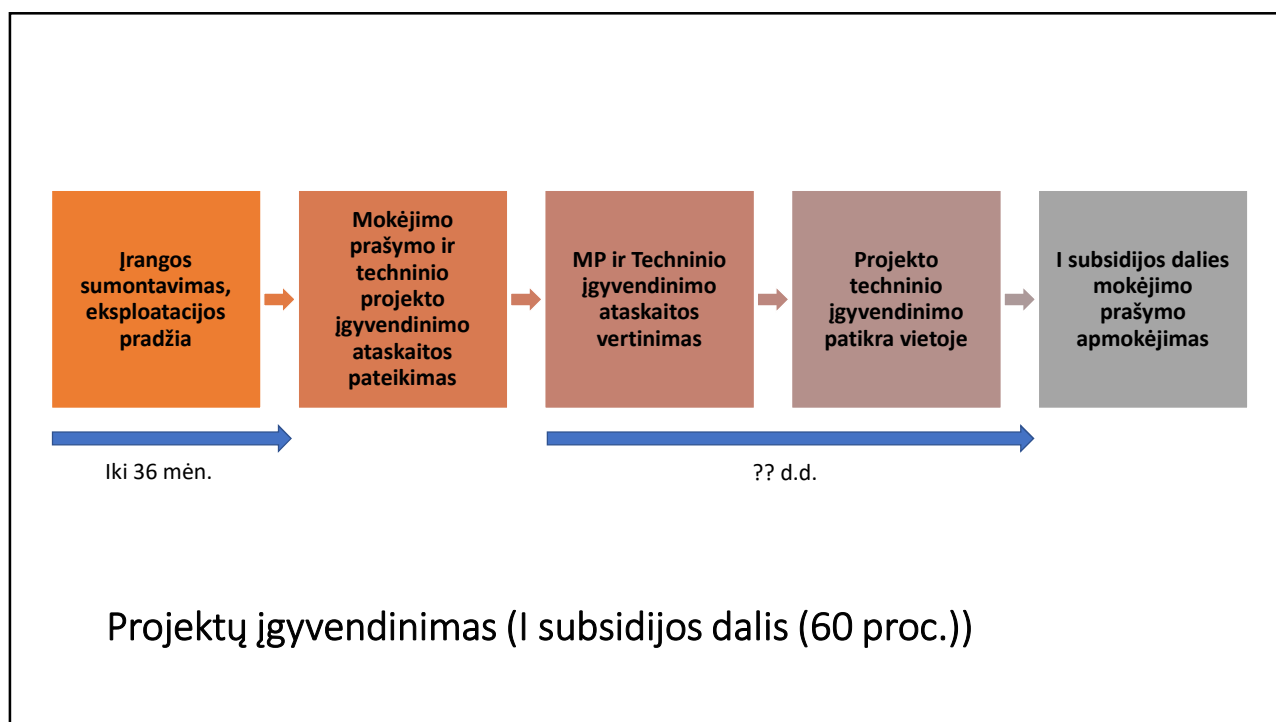 Įrangos
sumontavimas,
eksploatacijos
pradžia
Mokėjimo
prašymo ir
techninio
projekto
įgyvendinimo
ataskaitos
pateikimas
MP ir Techninio
įgyvendinimo
ataskaitos
vertinimas
Projekto
techninio
įgyvendinimo
patikra vietoje
I subsidijos dalies
mokėjimo
prašymo
apmokėjimas
Iki 36 mėn.
?? d.d.
Projektų įgyvendinimas (I subsidijos dalis (60 proc.))